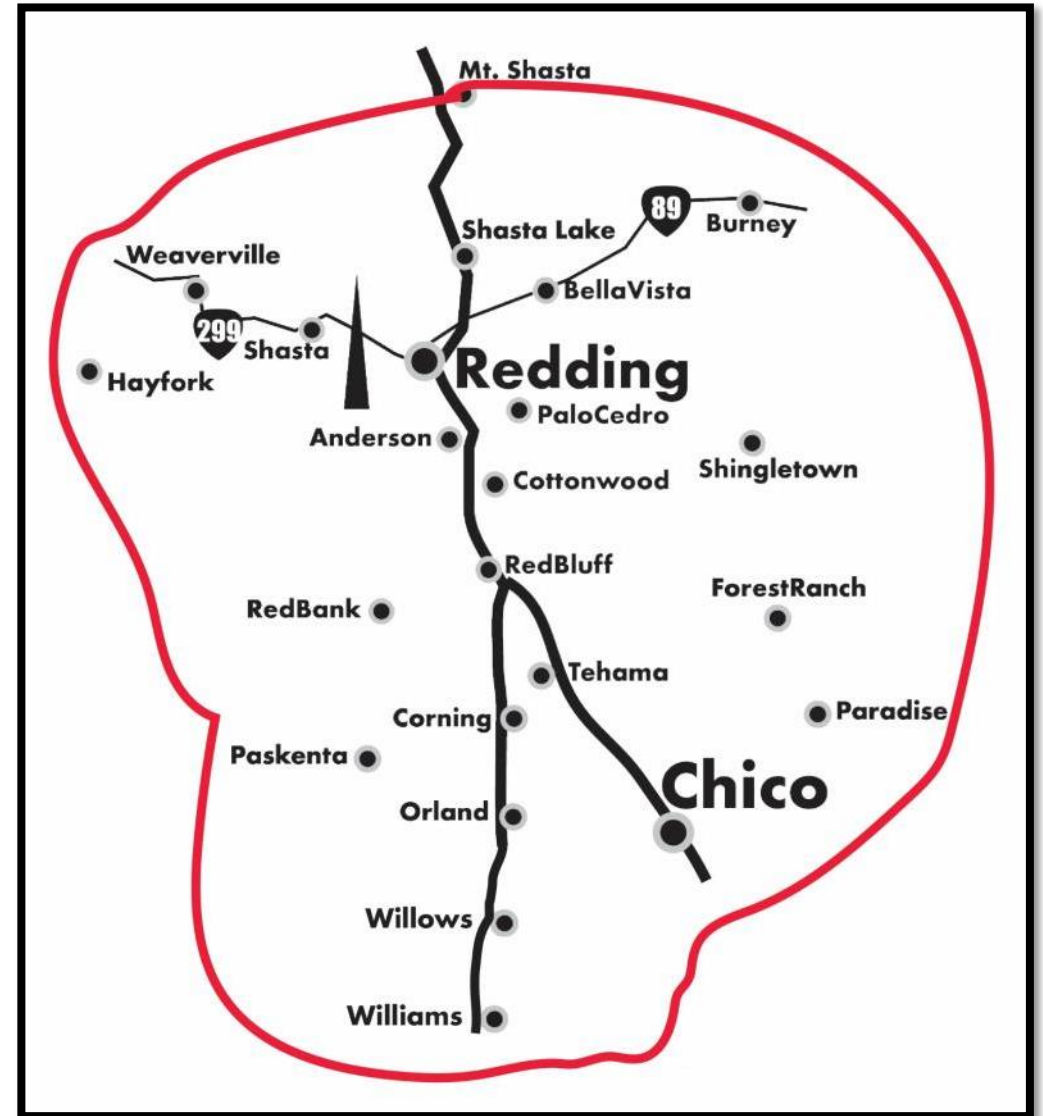 Mt. Shasta
89
Burney
Shasta Lake
Weaverville
BellaVista
299
Shasta
Redding
Hayfork
PaloCedro
Anderson
Shingletown
Cottonwood
RedBluff
ForestRanch
RedBank
Tehama
Corning
Paradise
Paskenta
Chico
Orland
Willows
Williams